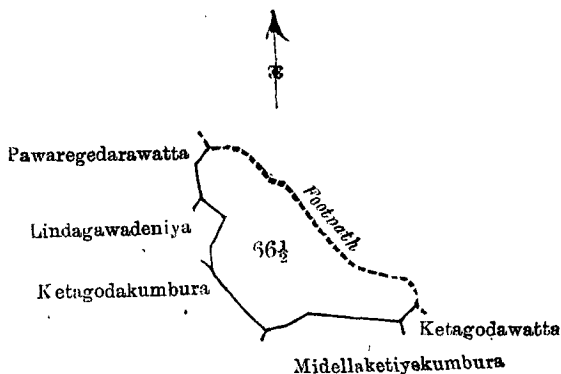 Pawaregedarawatta
Footpath
Lindagawadeniya
66½
Ketagodakumbura
Ketagodawatta
Midellaketiyekumbura